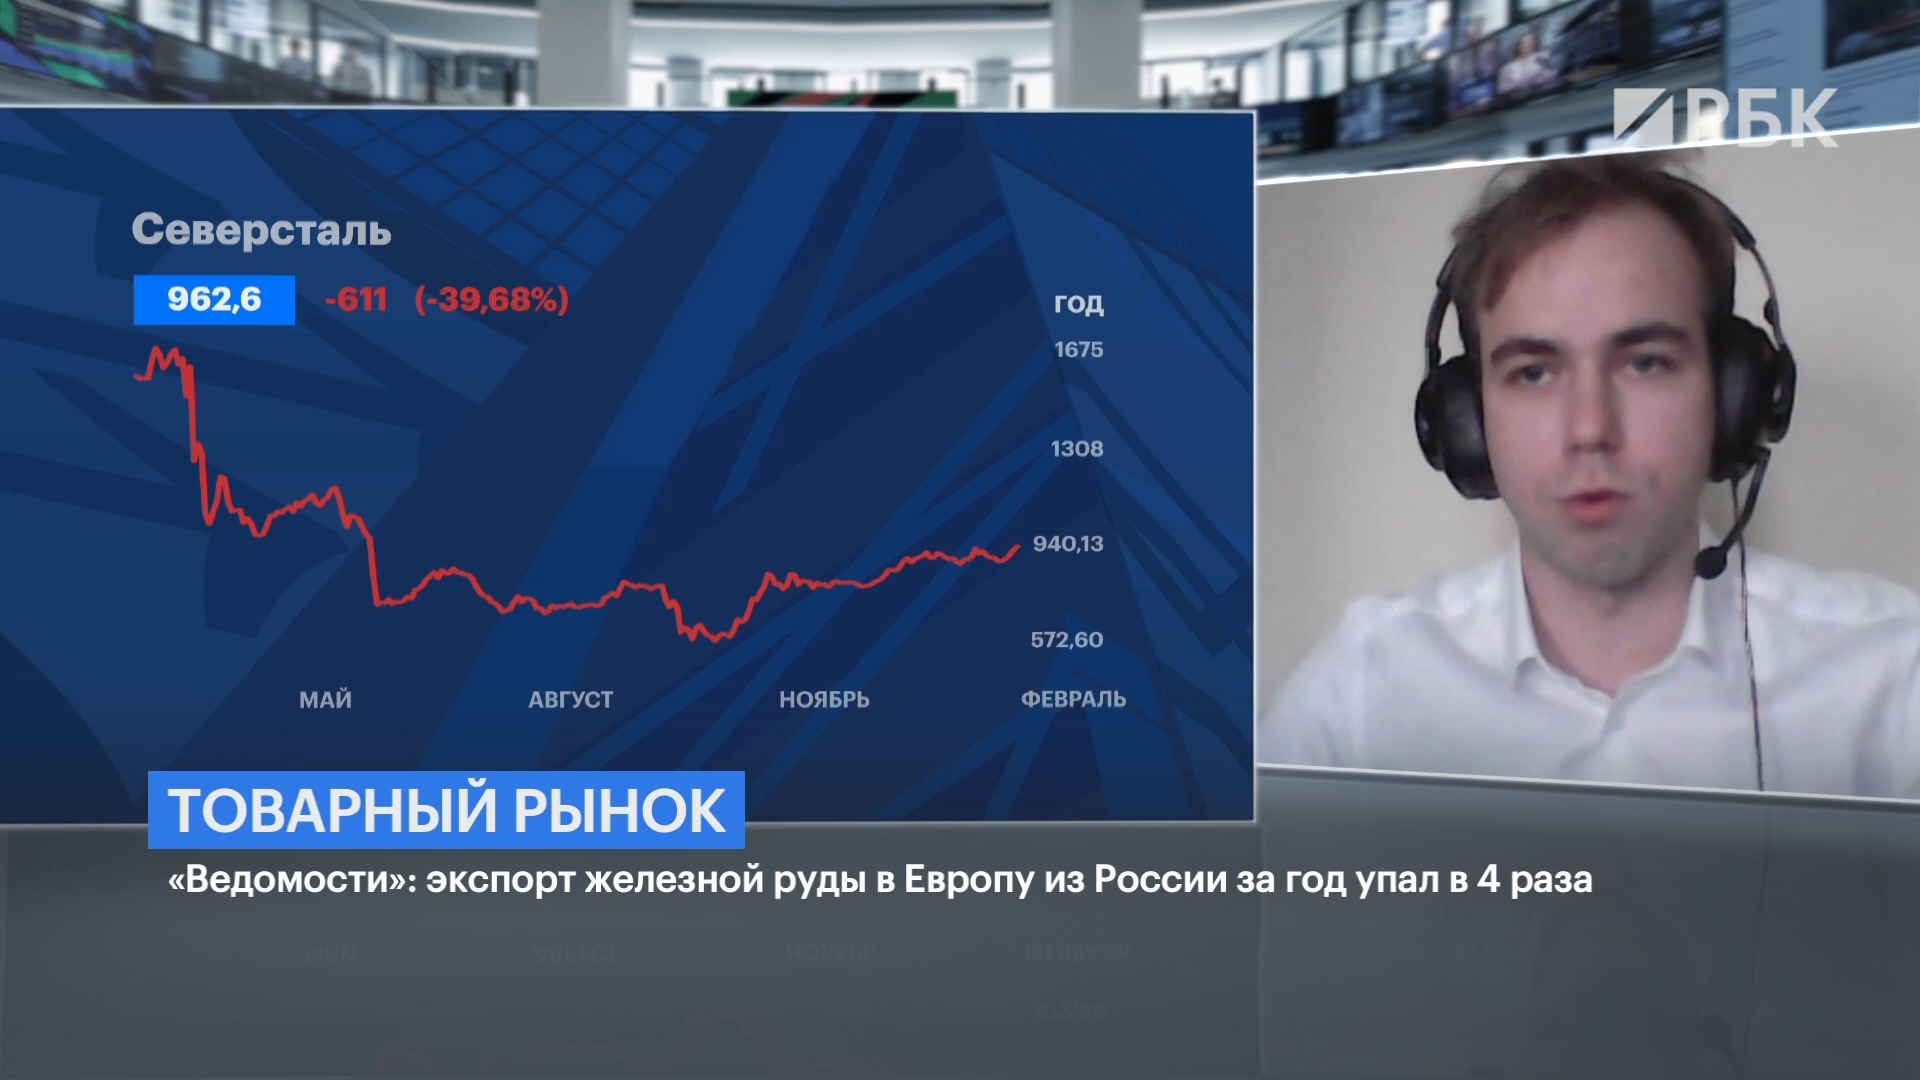 РБК
Северсталь
962,6 -611 (-39,68%)
ГОД
1675
1308
940,13
572,60
МАЙ АВГУСТ НОЯБРЬ ФЕВРАЛЬ
ТОВАРНЫЙ РЫНОК
«Ведомости»: экспорт железной руды в Европу из России за год упал в 4 раза